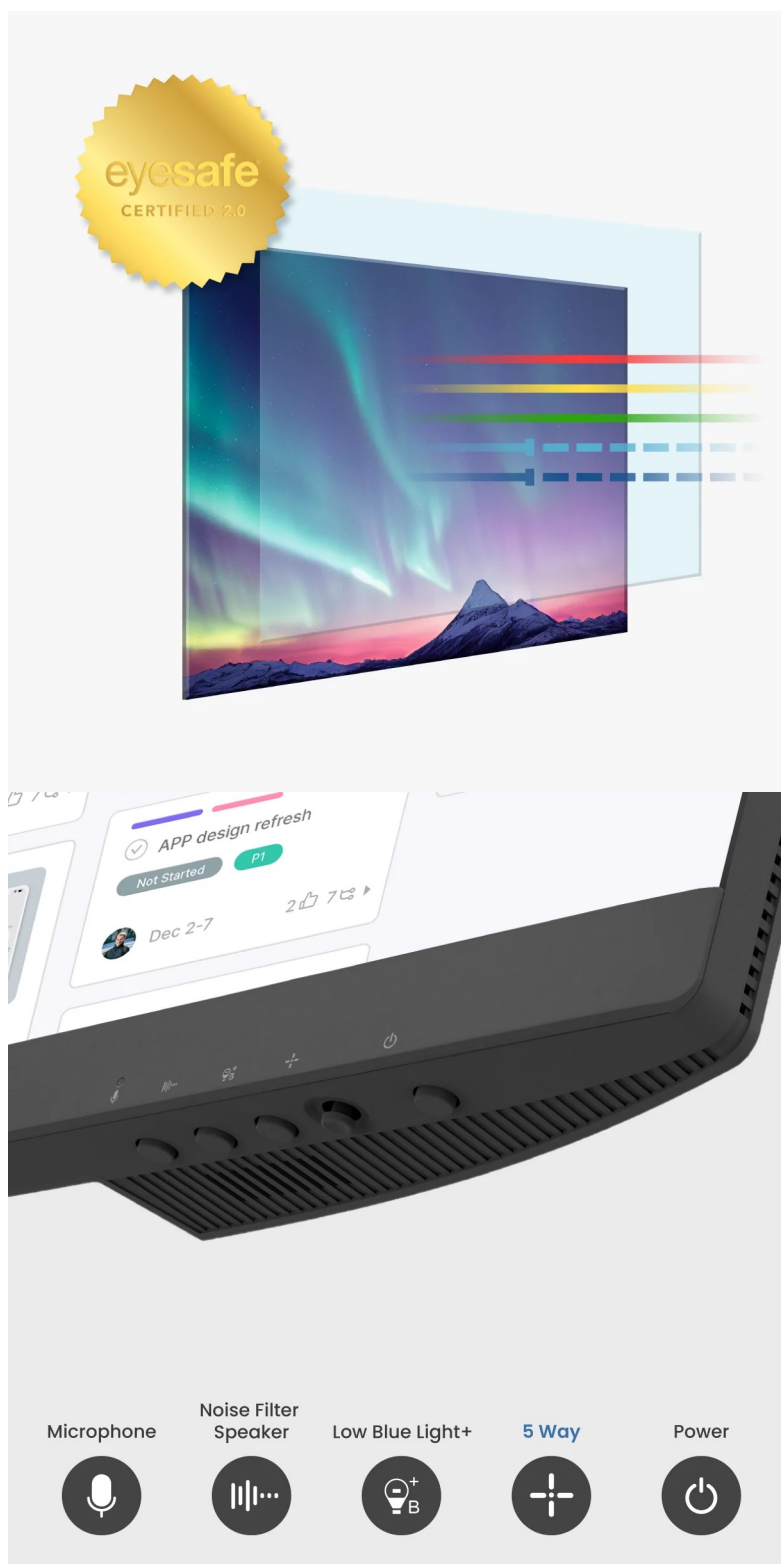 eyesafe
CERTIFIED 2.0
APP design refresh
Not Started
P1
Dec 2-7
2
7
B
Microphone
Noise Filter
Speaker
Low Blue Light+
5 Way
Power
+
B